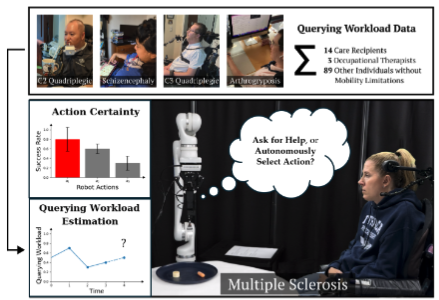 Querying Workload Data
14 Care Recipients
3 Occupational Therapists
89 Other Individuals without
Mobility Limitations
C2 Quadriplegic
Schizencephaly
C3 Quadriplegic
Arthrogryposis
Action Certainty
Success Rate
Robot Actions
Querying Workload
Estimation
?
Querying Workload
Time
Ask for Help, or
Autonomously
Select Action?
Multiple Sclerosis